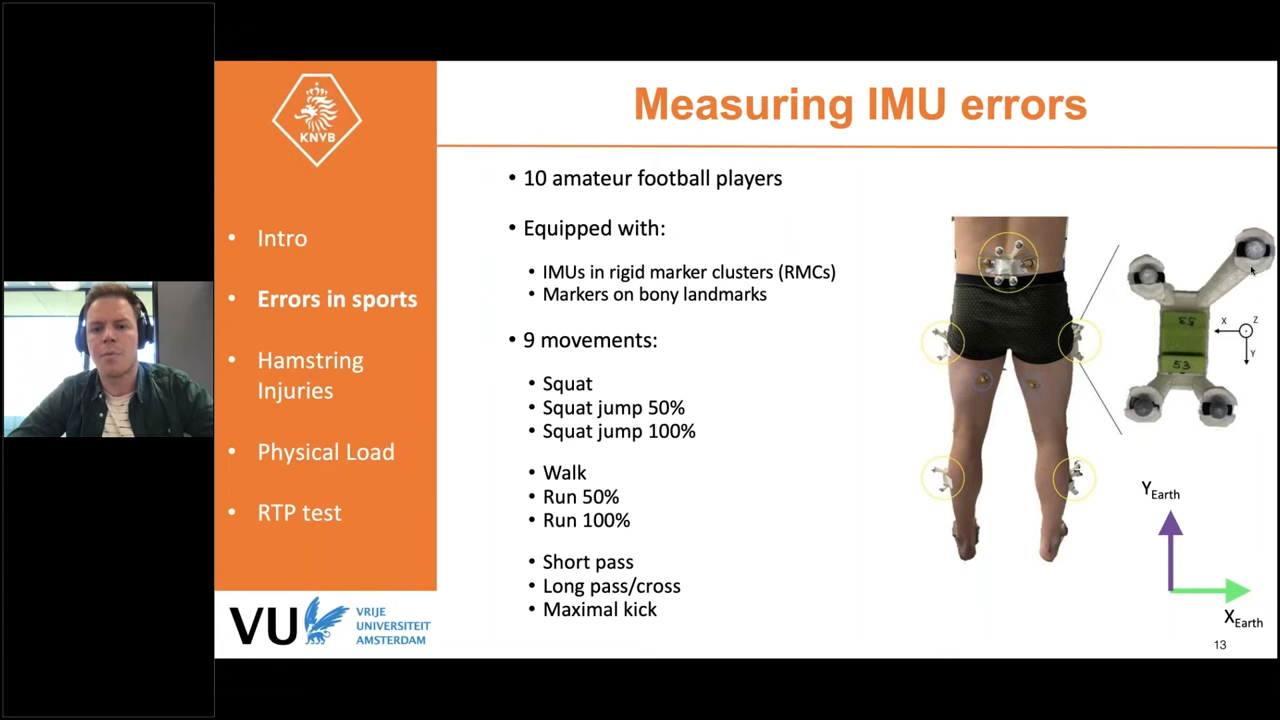 KNVB
Measuring IMU errors
• Intro
• Errors in sports
• Hamstring
Injuries
• Physical Load
• RTP test
VU
VRIJE
UNIVERSITEIT
AMSTERDAM
• 10 amateur football players
• Equipped with:
• IMUs in rigid marker clusters (RMCs)
• Markers on bony landmarks
• 9 movements:
• Squat
• Squat jump 50%
• Squat jump 100%
• Walk
• Run 50%
• Run 100%
• Short pass
• Long pass/cross
• Maximal kick
53
53
X
Z
Y
Y Earth
X Earth
13